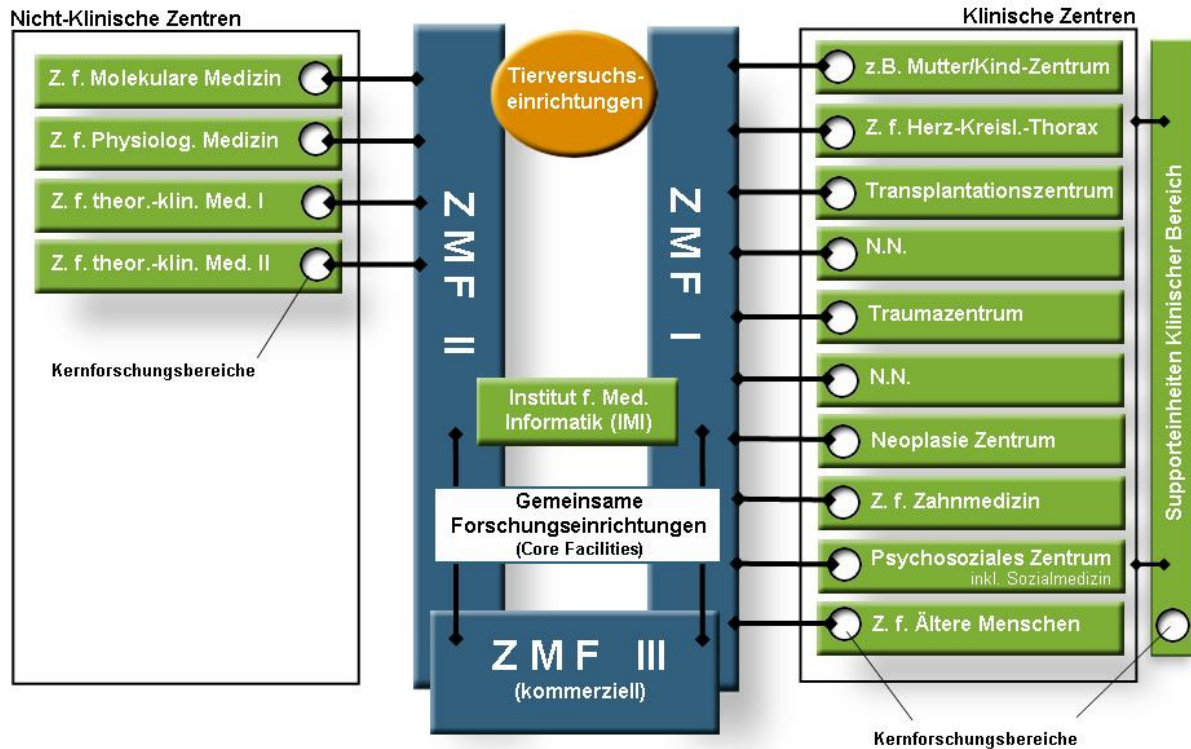 Nicht-Klinische Zentren
Z. f. Molekulare Medizin
Z. f. Physiolog. Medizin
Z. f. theor.-klin. Med. I
Z. f. theor.-klin. Med. II
Kernforschungsbereiche
ZMF II
Tierversuchs-
einrichtungen
ZMF I
Institut f. Med.
Informatik (IMI)
Gemeinsame
Forschungseinrichtungen
(Core Facilities)
ZMF III
(kommerziell)
Klinische Zentren
z.B. Mutter/Kind-Zentrum
Z. f. Herz-Kreisl.-Thorax
Transplantationszentrum
N.N.
Traumazentrum
N.N.
Neoplasie Zentrum
Z. f. Zahnmedizin
Psychosoziales Zentrum
inkl. Sozialmedizin
Z. f. Ältere Menschen
Supporteinheiten Klinischer Bereich
Kernforschungsbereiche